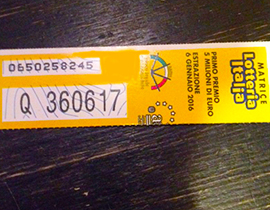 0650258245
Q 360617
MATRICE
Lotteria
Italia
PRIMO PREMIO
5 MILIONI DI EURO
ESTRAZIONE
6 GENNAIO 2016